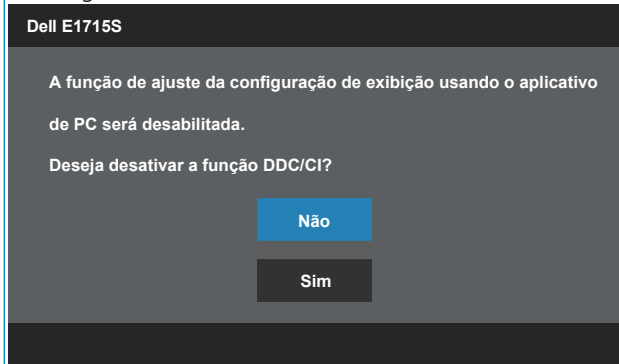 Dell E1715S
A função de ajuste da configuração de exibição usando o aplicativo
de PC será desabilitada.
Deseja desativar a função DDC/CI?
Não
Sim